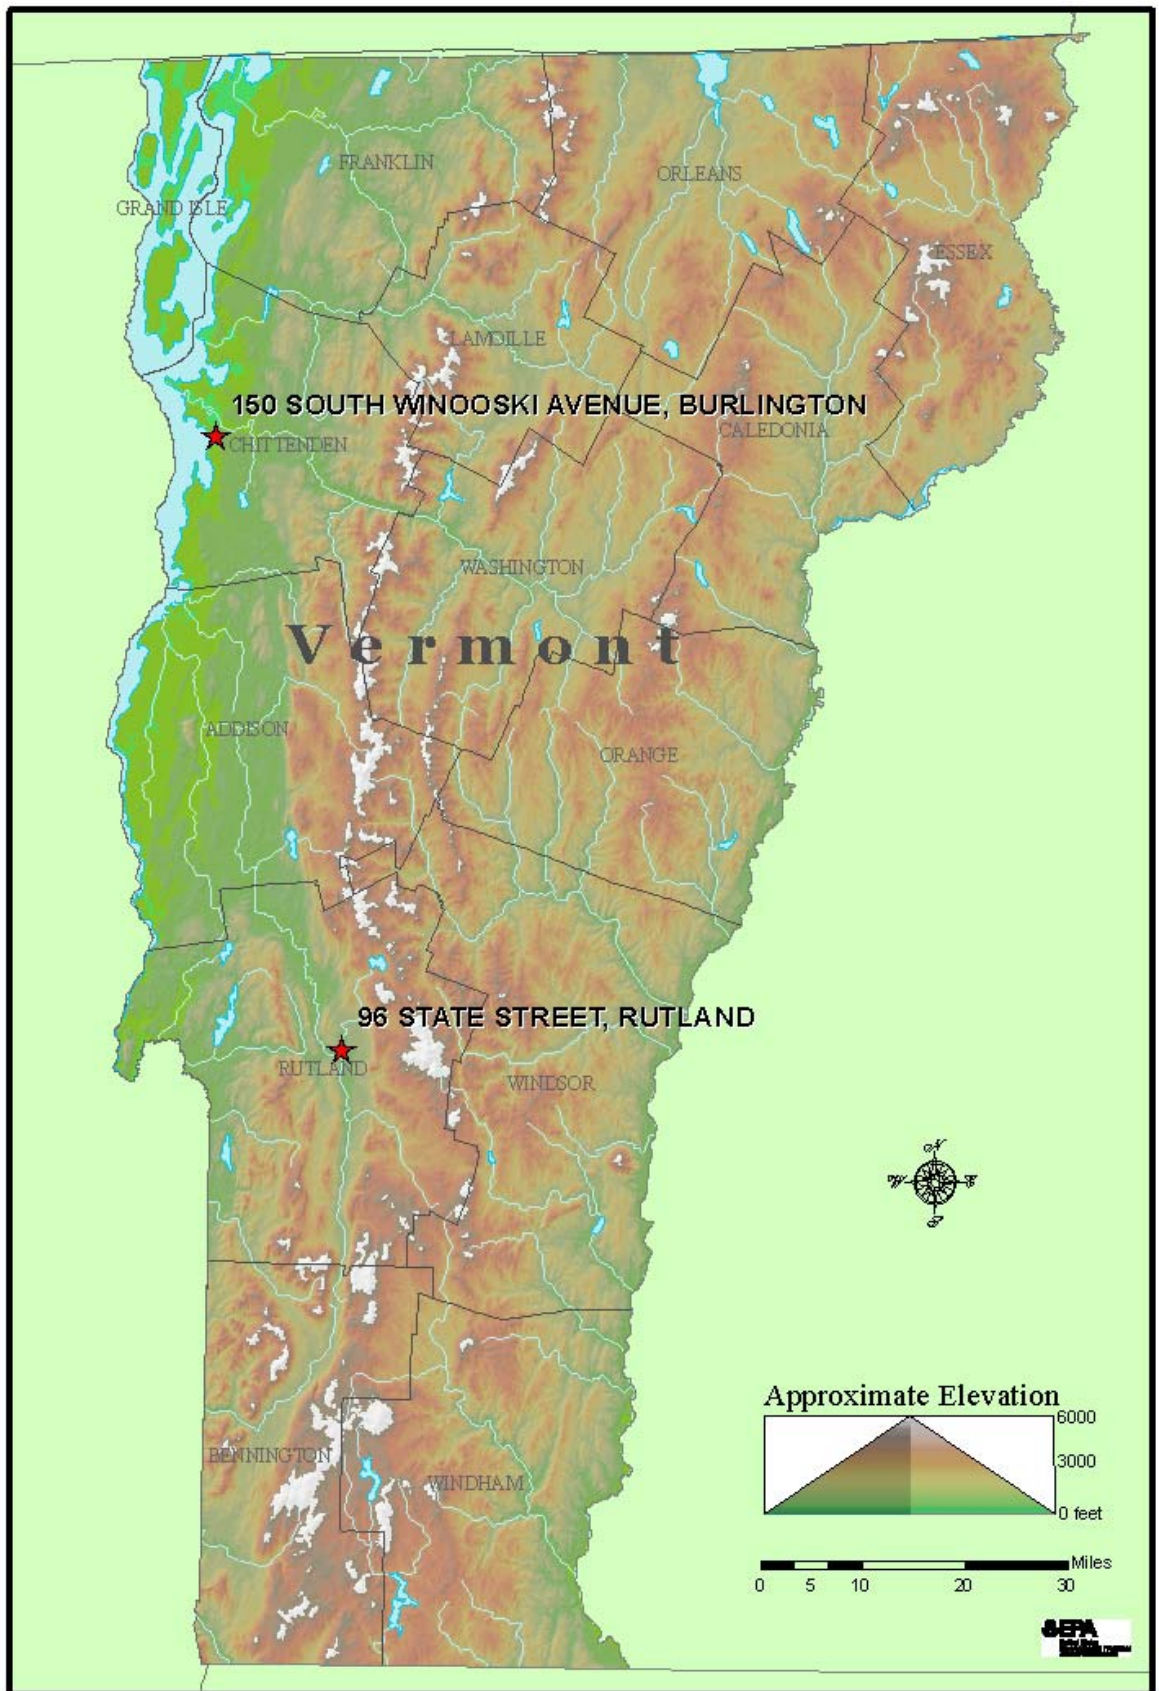 FRANKLIN
ORLEANS
GRAND ISLE
ESSEX
LAMOILLE
150 SOUTH WINOOSKI AVENUE, BURLINGTON
CALEDONIA
CHITTENDEN
WASHINGTON
Vermont
ADDISON
ORANGE
96 STATE STREET, RUTLAND
RUTLAND
WINDSOR
N
W
E
S
Approximate Elevation
6000
3000
0 feet
BENNINGTON
WINDHAM
Miles
0 5 10 20 30
EPA